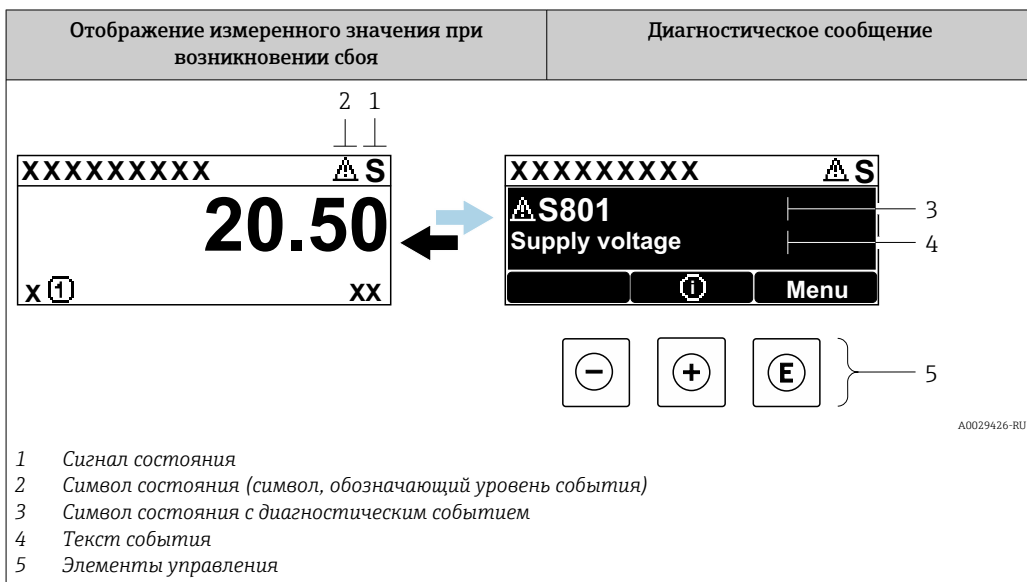 Отображение измеренного значения при
возникновении сбоя
Диагностическое сообщение
2 1
XXXXXXXXX ⚠ S
20.50
x 1 xx
XXXXXXXXX ⚠ S
⚠S801
3
Supply voltage
4
i Menu
- + E
5
A0029426-RU
1 Сигнал состояния
2 Символ состояния (символ, обозначающий уровень события)
3 Символ состояния с диагностическим событием
4 Текст события
5 Элементы управления